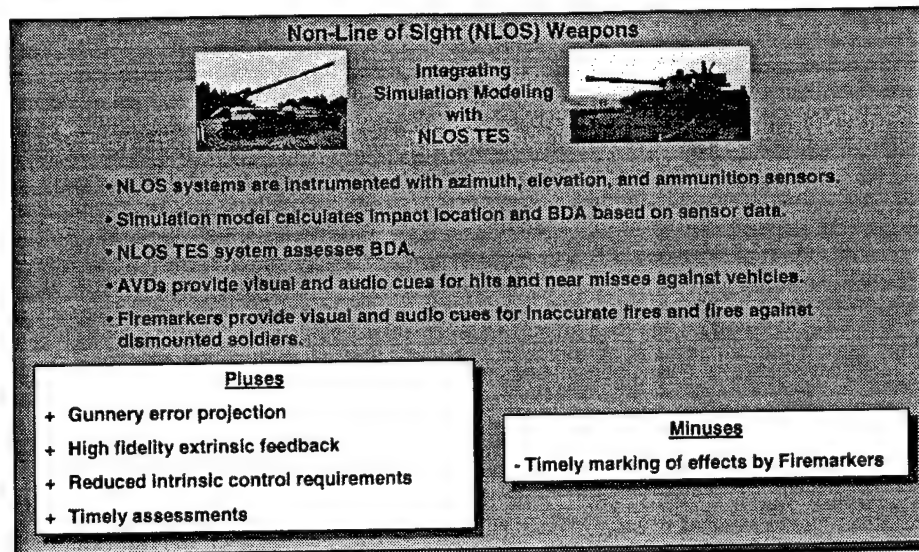 Non-Line of Sight (NLOS) Weapons
Integrating
Simulation Modeling
with
NLOS TES
• NLOS systems are instrumented with azimuth, elevation, and ammunition sensors.
• Simulation model calculates impact location and BDA based on sensor data.
• NLOS TES system assesses BDA.
• AVDs provide visual and audio cues for hits and near misses against vehicles.
• Firemarkers provide visual and audio cues for inaccurate fires and fires against
dismounted soldiers.
Pluses
+ Gunnery error projection
+ High fidelity extrinsic feedback
+ Reduced intrinsic control requirements
+ Timely assessments
Minuses
- Timely marking of effects by Firemarkers